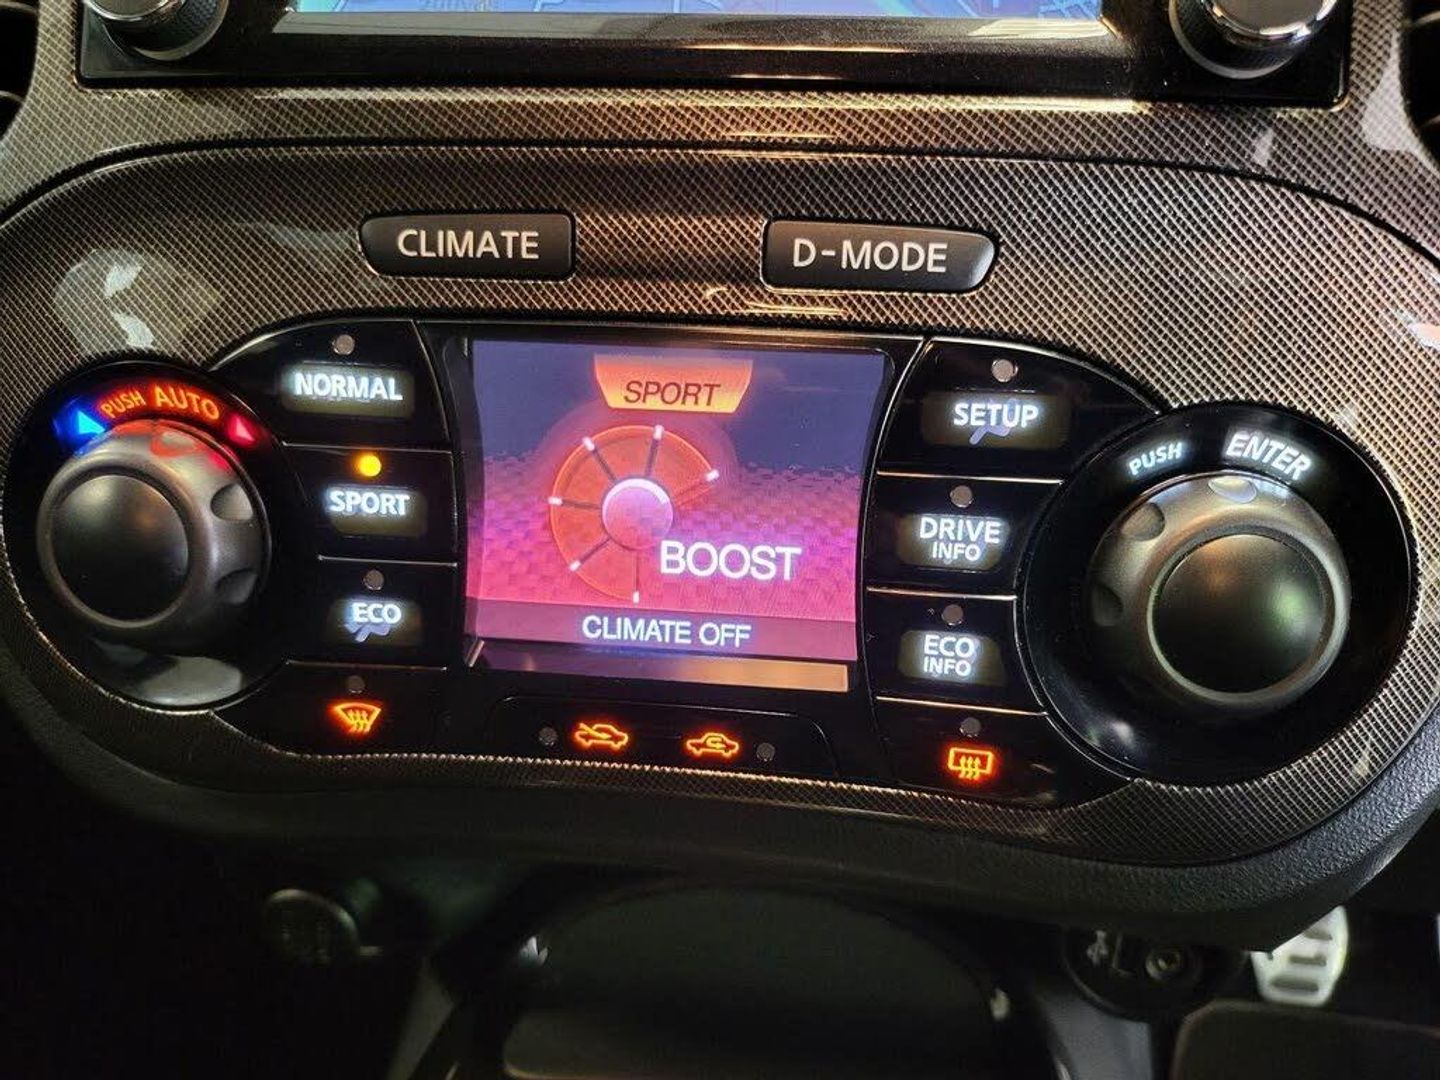 CLIMATE
D-MODE
PUSH AUTO
NORMAL
SPORT
SETUP
PUSH ENTER
SPORT
DRIVE
INFO
BOOST
ECO
CLIMATE OFF
ECO
INFO